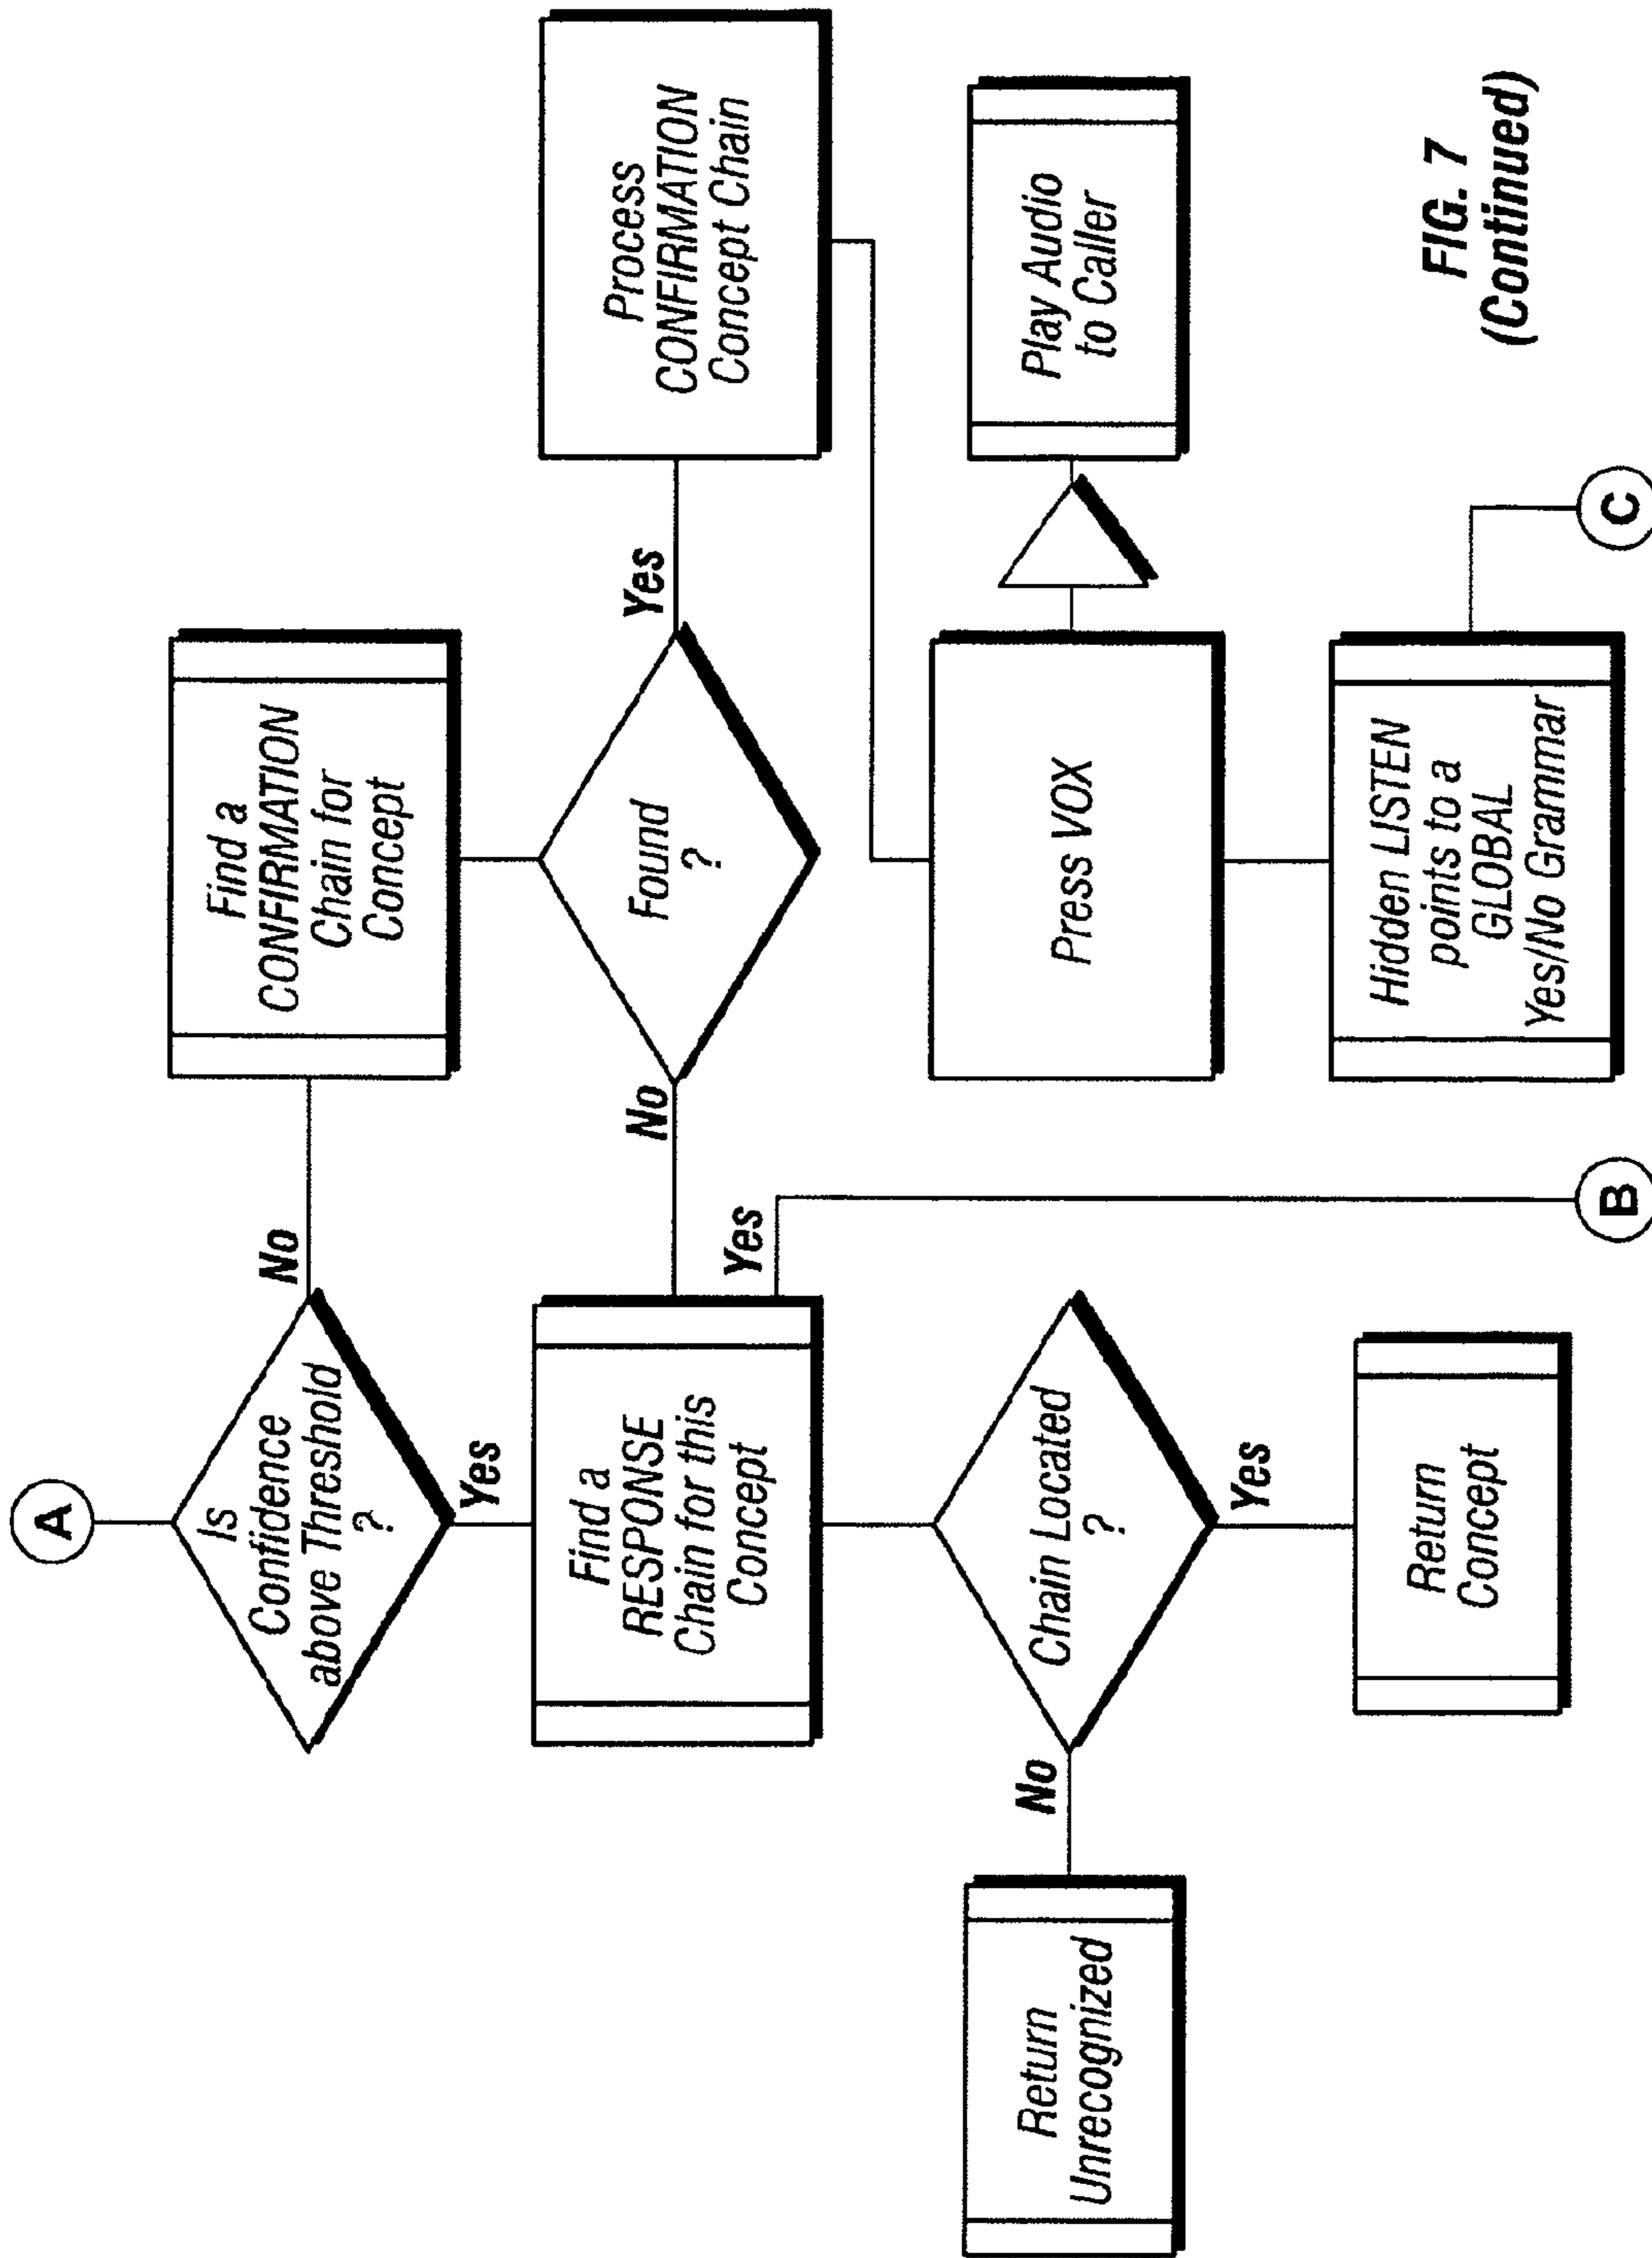 A
Is
Confidence
above Threshold
?
No
Yes
Find a
CONFIRMATION
Chain for
Concept
Found
?
No
Yes
Process
CONFIRMATION
Concept Chain
Find a
RESPONSE
Chain for this
Concept
Yes
Chain Located
?
No
Yes
Return
Unrecognized
Return
Concept
Press VOX
Play Audio
to Caller
Hidden LISTEN
points to a
GLOBAL
Yes/No Grammar
B
C
FIG. 7
(Continued)